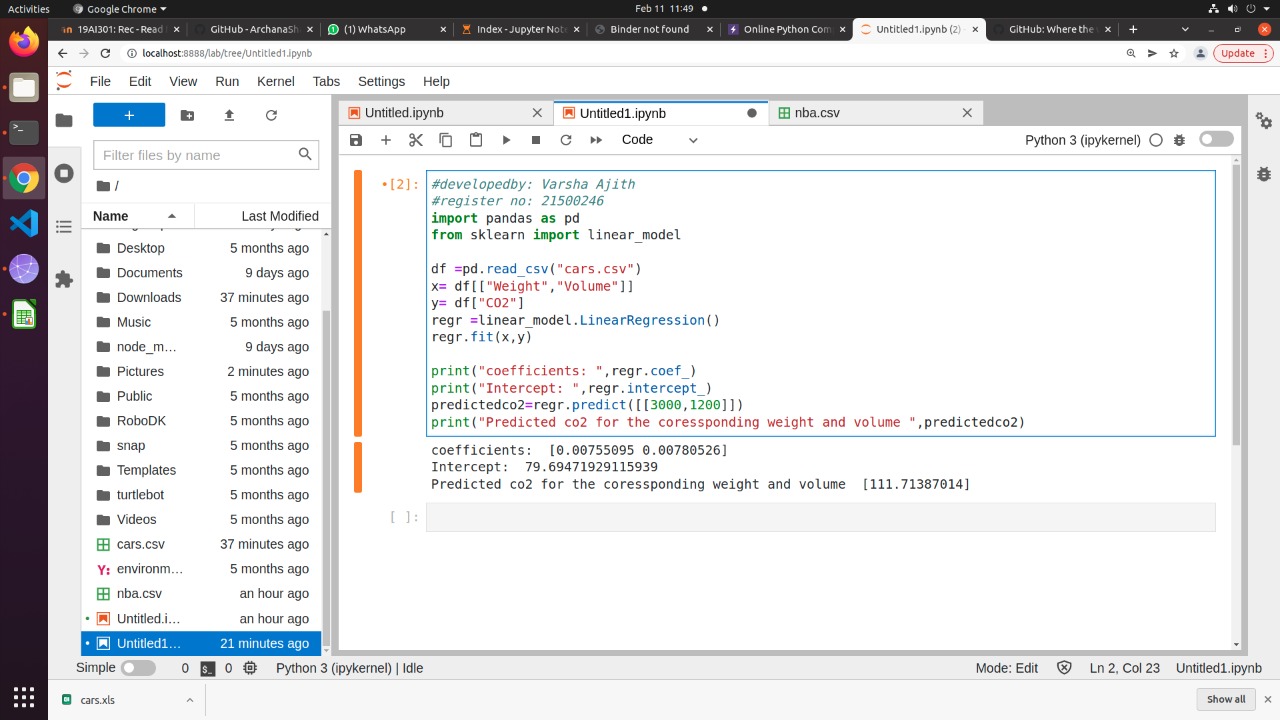 Activities
Google Chrome
Feb 11 11:49
19AI301: Rec - Read
GitHub - ArchanaSh
(1) WhatsApp
Index - Jupyter Note
Binder not found
Online Python Com
Untitled1.ipynb (2)
GitHub: Where the
localhost:8888/lab/tree/Untitled1.ipynb
Update
File Edit View Run Kernel Tabs Settings Help
Untitled.ipynb
Untitled1.ipynb
nba.csv
Filter files by name
Code
Python 3 (ipykernel)
/
Name Last Modified
Desktop 5 months ago
Documents 9 days ago
Downloads 37 minutes ago
Music 5 months ago
node_m… 9 days ago
Pictures 2 minutes ago
Public 5 months ago
RoboDK 5 months ago
snap 5 months ago
Templates 5 months ago
turtlebot 5 months ago
Videos 5 months ago
cars.csv 37 minutes ago
Y: environm… 5 months ago
nba.csv an hour ago
Untitled.i… an hour ago
Untitled1… 21 minutes ago
•[2]:
#developedby: Varsha Ajith
#register no: 21500246
import pandas as pd
from sklearn import linear_model
df =pd.read_csv("cars.csv")
x= df[["Weight","Volume"]]
y= df["CO2"]
regr =linear_model.LinearRegression()
regr.fit(x,y)
print("coefficients: ",regr.coef_)
print("Intercept: ",regr.intercept_)
predictedco2=regr.predict([[3000,1200]])
print("Predicted co2 for the coressponding weight and volume ",predictedco2)
coefficients:  [0.00755095 0.00780526]
Intercept:  79.69471929115939
Predicted co2 for the coressponding weight and volume  [111.71387014]
[ ]:
Simple 0 0 Python 3 (ipykernel) | Idle
Mode: Edit Ln 2, Col 23 Untitled1.ipynb
cars.xls
Show all